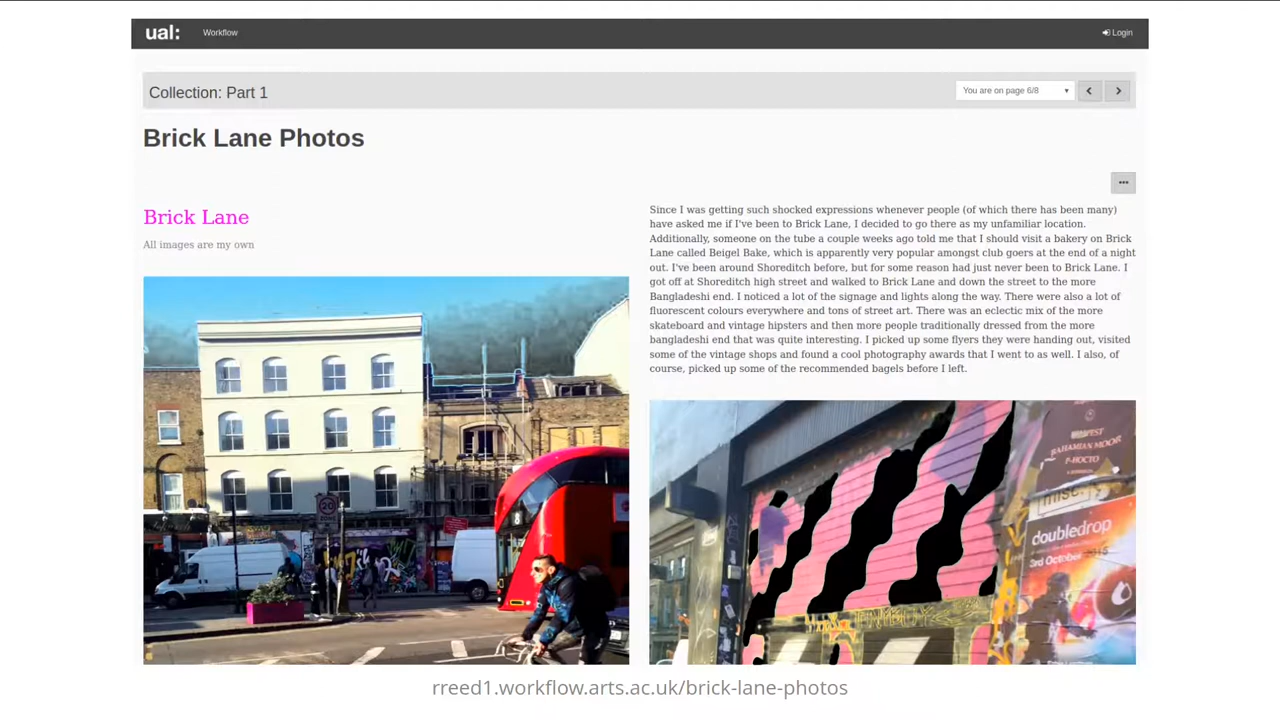 ual:
Workflow
Login
Collection: Part 1
You are on page 6/8
Brick Lane Photos
Brick Lane
All images are my own
Since I was getting such shocked expressions whenever people (of which there has been many)
have asked me if I've been to Brick Lane, I decided to go there as my unfamiliar location.
Additionally, someone on the tube a couple weeks ago told me that I should visit a bakery on Brick
Lane called Beigel Bake, which is apparently very popular amongst club goers at the end of a night
out. I've been around Shoreditch before, but for some reason had just never been to Brick Lane. I
got off at Shoreditch high street and walked to Brick Lane and down the street to the more
Bangladeshi end. I noticed a lot of the signage and lights along the way. There were also a lot of
fluorescent colours everywhere and tons of street art. There was an eclectic mix of the more
skateboard and vintage hipsters and then more people traditionally dressed from the more
bangladeshi end that was quite interesting. I picked up some flyers they were handing out, visited
some of the vintage shops and found a cool photography awards that I went to as well. I also, of
course, picked up some of the recommended bagels before I left.
20
ZONE
8
BAHAMIAN MOOR
P-HOCTO
misc.
doubledrop
3rd October
rreed1.workflow.arts.ac.uk/brick-lane-photos